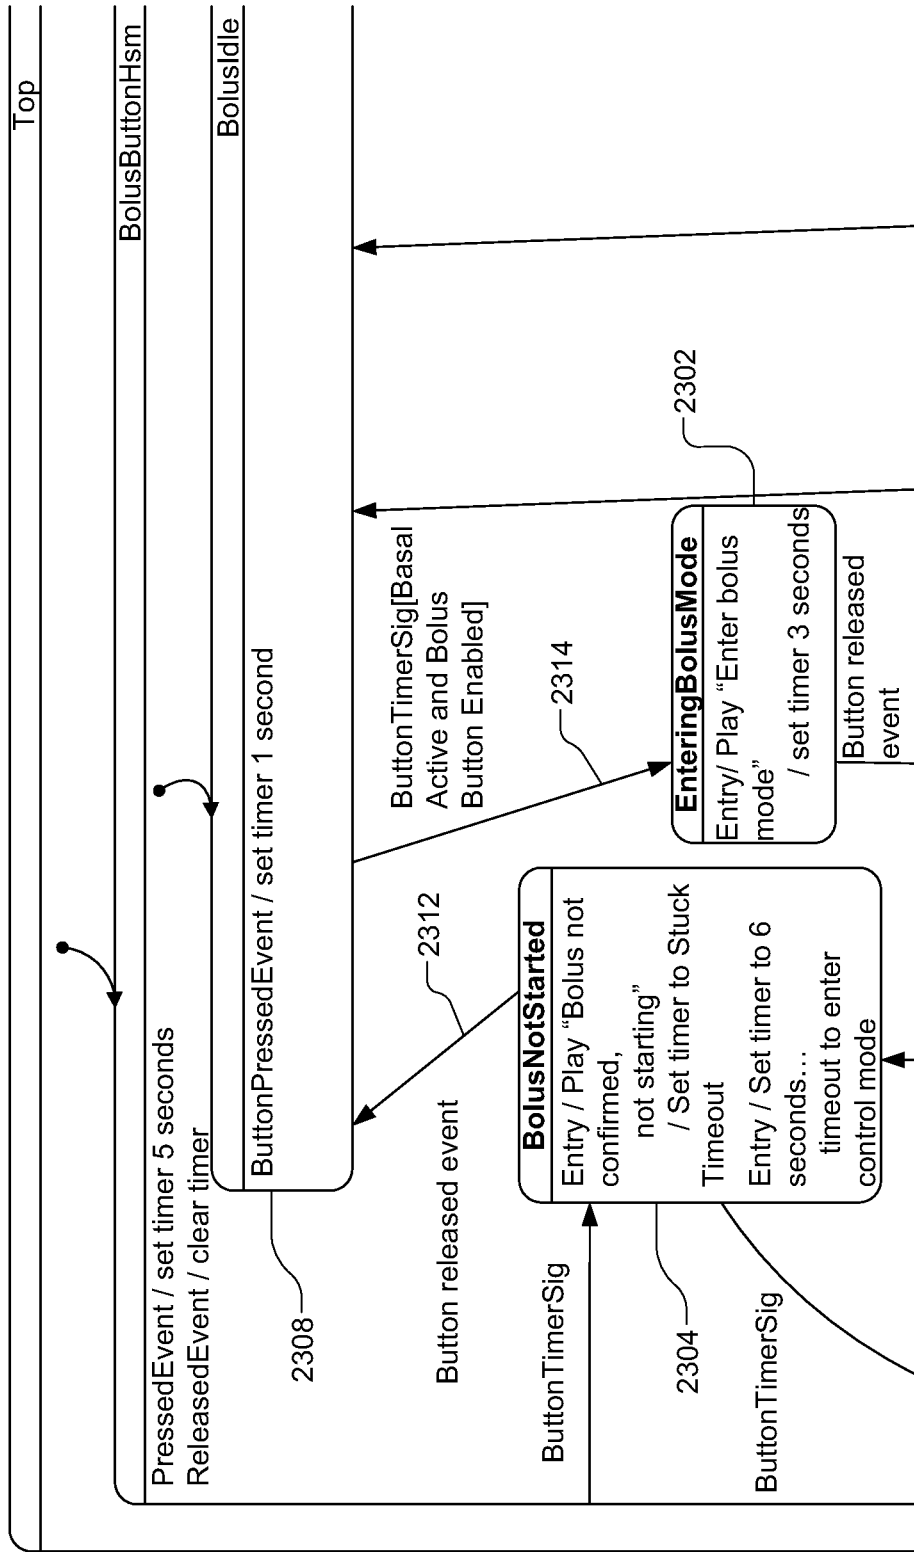 Top
BolusButtonHsm
PressedEvent / set timer 5 seconds
ReleasedEvent / clear timer
BolusIdle
ButtonPressedEvent / set timer 1 second
2308
Button released event
2312
ButtonTimerSig[Basal
Active and Bolus
Button Enabled]
2314
ButtonTimerSig
BolusNotStarted
Entry / Play “Bolus not
confirmed,
not starting”
/ Set timer to Stuck
Timeout
Entry / Set timer to 6
seconds…
timeout to enter
control mode
2304
ButtonTimerSig
EnteringBolusMode
Entry/ Play “Enter bolus
mode”
/ set timer 3 seconds
2302
Button released
event